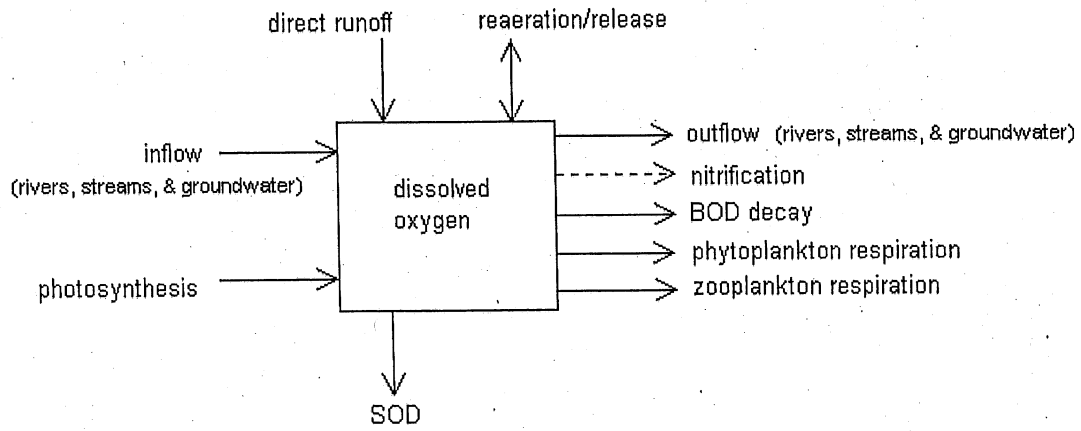 direct runoff
reaeration/release
inflow
(rivers, streams, & groundwater)
photosynthesis
dissolved
oxygen
outflow (rivers, streams, & groundwater)
nitrification
BOD decay
phytoplankton respiration
zooplankton respiration
SOD